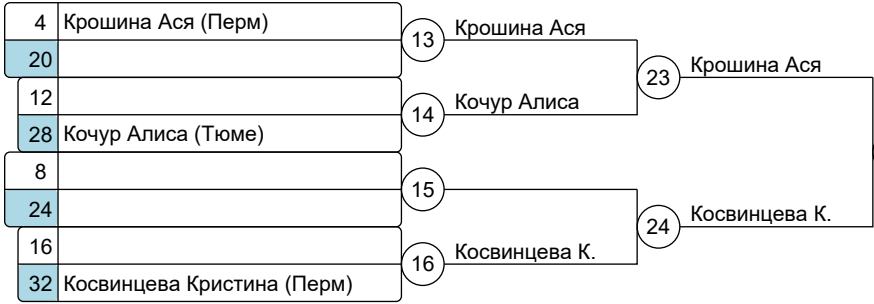 4 Крошина Ася (Перм)
20
13 Крошина Ася
12
28 Кочур Алиса (Тюме)
14 Кочур Алиса
23 Крошина Ася
8
24
15
16
32 Косвинцева Кристина (Перм)
16 Косвинцева К.
24 Косвинцева К.